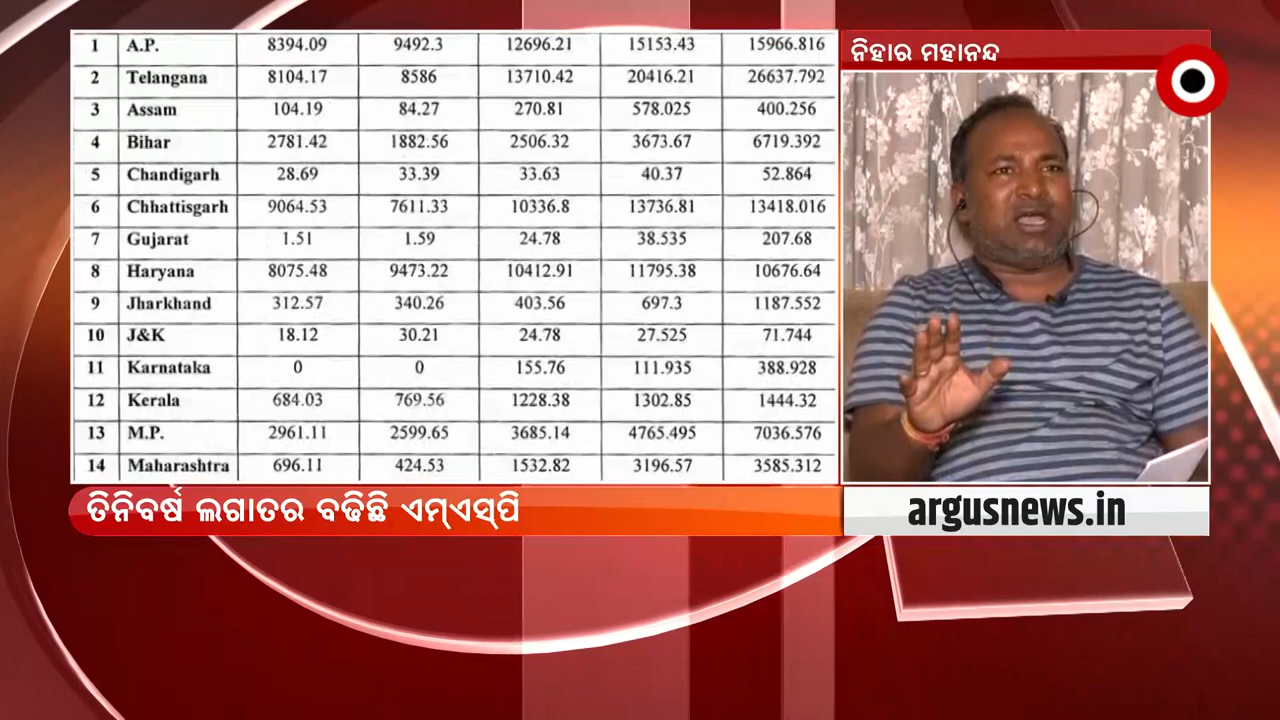 1 A.P. 8394.09 9492.3 12696.21 15153.43 15966.816
2 Telangana 8104.17 8586 13710.42 20416.21 26637.792
3 Assam 104.19 84.27 270.81 578.025 400.256
4 Bihar 2781.42 1882.56 2506.32 3673.67 6719.392
5 Chandigarh 28.69 33.39 33.63 40.37 52.864
6 Chhattisgarh 9064.53 7611.33 10336.8 13736.81 13418.016
7 Gujarat 1.51 1.59 24.78 38.535 207.68
8 Haryana 8075.48 9473.22 10412.91 11795.38 10676.64
9 Jharkhand 312.57 340.26 403.56 697.3 1187.552
10 J&K 18.12 30.21 24.78 27.525 71.744
11 Karnataka 0 0 155.76 111.935 388.928
12 Kerala 684.03 769.56 1228.38 1302.85 1444.32
13 M.P. 2961.11 2599.65 3685.14 4765.495 7036.576
14 Maharashtra 696.11 424.53 1532.82 3196.57 3585.312
ନିହାର ମହାନନ୍ଦ
ତିନିବର୍ଷ ଲଗାତର ବଢିଛି ଏମ୍ଏସ୍‌ପି
argusnews.in